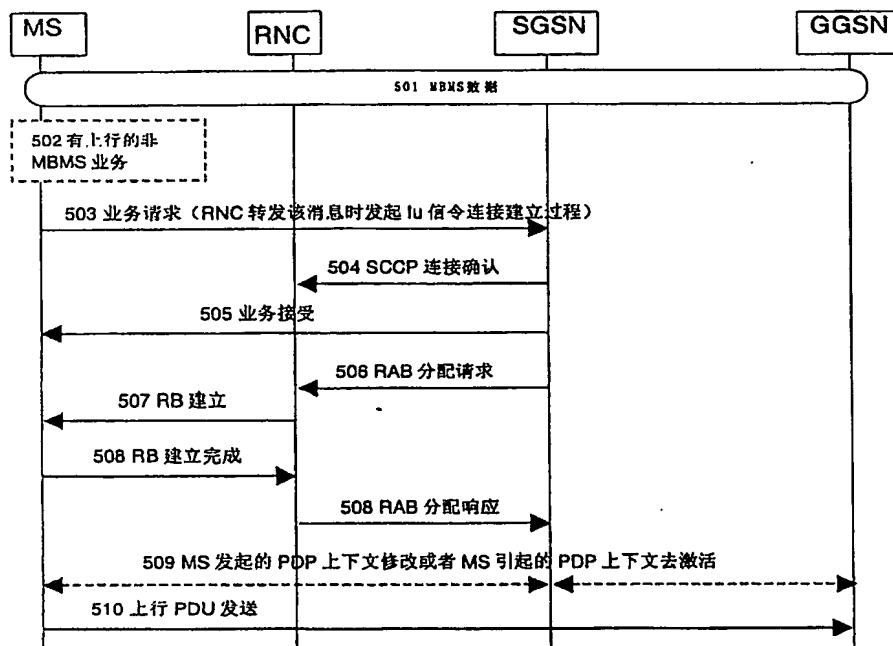 MS
RNC
SGSN
GGSN
501 MBMS数据
502 有上行的非
MBMS 业务
503 业务请求（RNC 转发该消息时发起 Iu 信令连接建立过程）
504 SCCP 连接确认
505 业务接受
506 RAB 分配请求
507 RB 建立
508 RB 建立完成
508 RAB 分配响应
509 MS 发起的 PDP 上下文修改或者 MS 引起的 PDP 上下文去激活
510 上行 PDU 发送